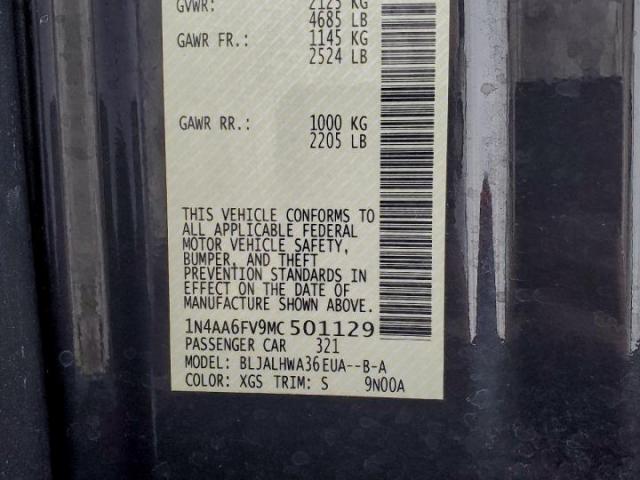 GVWR: 2125 KG
4685 LB
GAWR FR.: 1145 KG
2524 LB
GAWR RR.: 1000 KG
2205 LB
THIS VEHICLE CONFORMS TO
ALL APPLICABLE FEDERAL
MOTOR VEHICLE SAFETY,
BUMPER, AND THEFT
PREVENTION STANDARDS IN
EFFECT ON THE DATE OF
MANUFACTURE SHOWN ABOVE.
1N4AA6FV9MC501129
PASSENGER CAR 321
MODEL: BLJALHWA36EUA--B-A
COLOR: XGS TRIM: S 9N00A